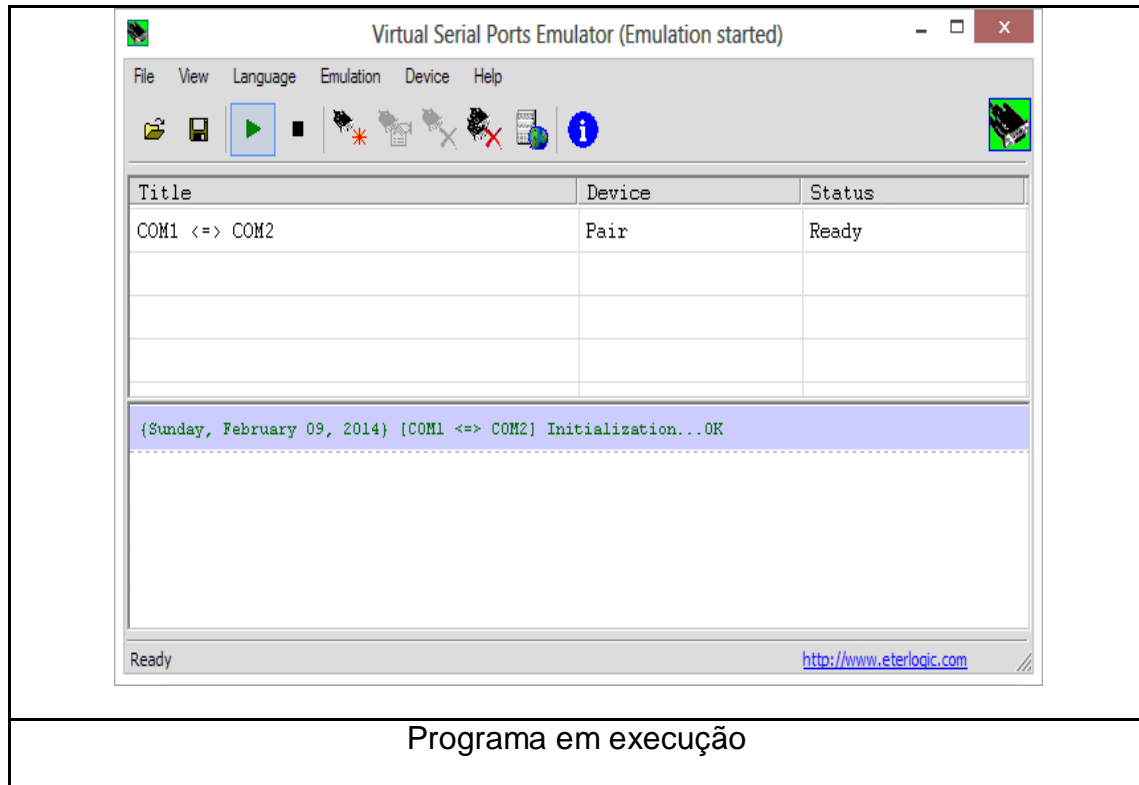 Virtual Serial Ports Emulator (Emulation started)
File View Language Emulation Device Help
Title Device Status
COM1 <=> COM2 Pair Ready
{Sunday, February 09, 2014} [COM1 <=> COM2] Initialization...OK
Ready http://www.eterlogic.com
Programa em execução